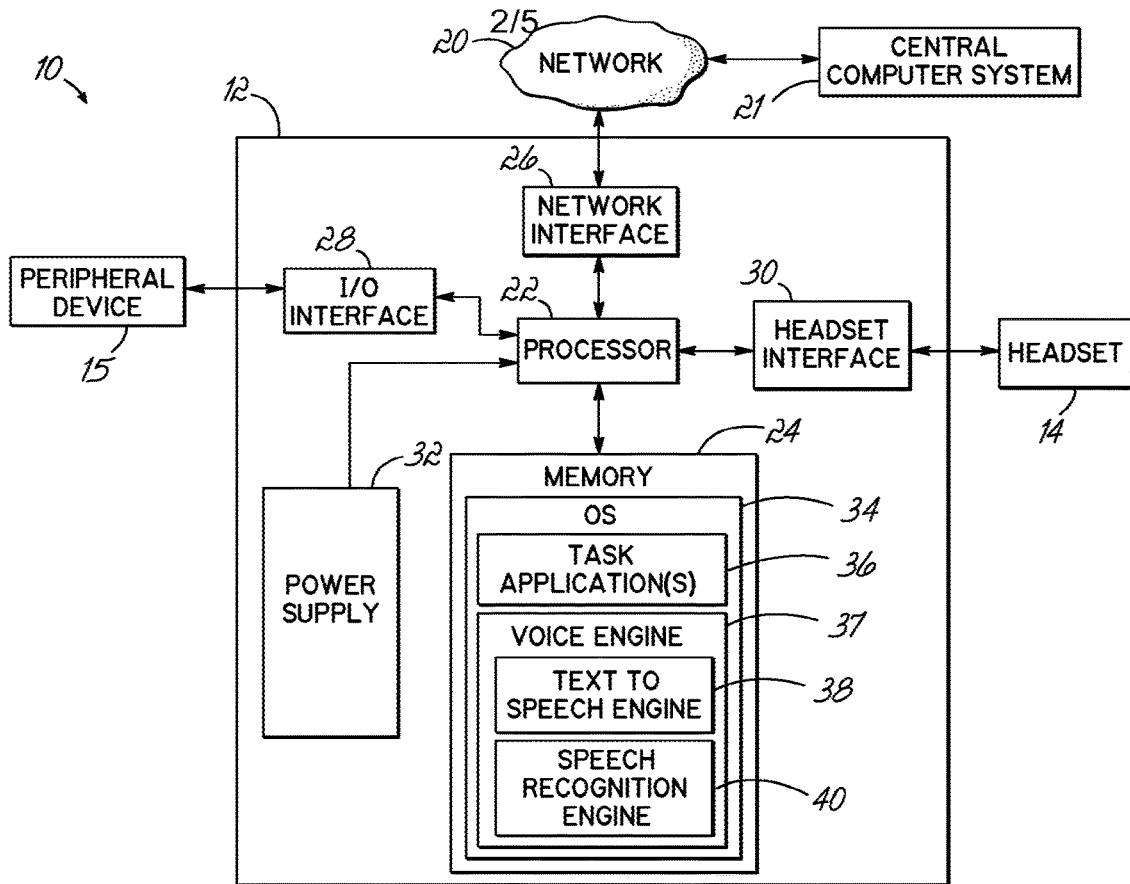 2/5
10
20
NETWORK
CENTRAL
COMPUTER SYSTEM
21
12
26
NETWORK
INTERFACE
PERIPHERAL
DEVICE
15
28
I/O
INTERFACE
22
PROCESSOR
30
HEADSET
INTERFACE
HEADSET
14
32
POWER
SUPPLY
24
MEMORY
OS
34
TASK
APPLICATION(S)
36
VOICE ENGINE
37
TEXT TO
SPEECH ENGINE
38
SPEECH
RECOGNITION
ENGINE
40